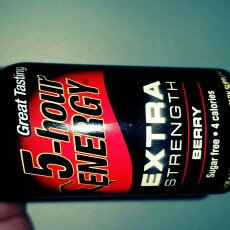 Great Tasting
5-hour
ENERGY®
EXTRA
STRENGTH
BERRY
Sugar free • 4 calories